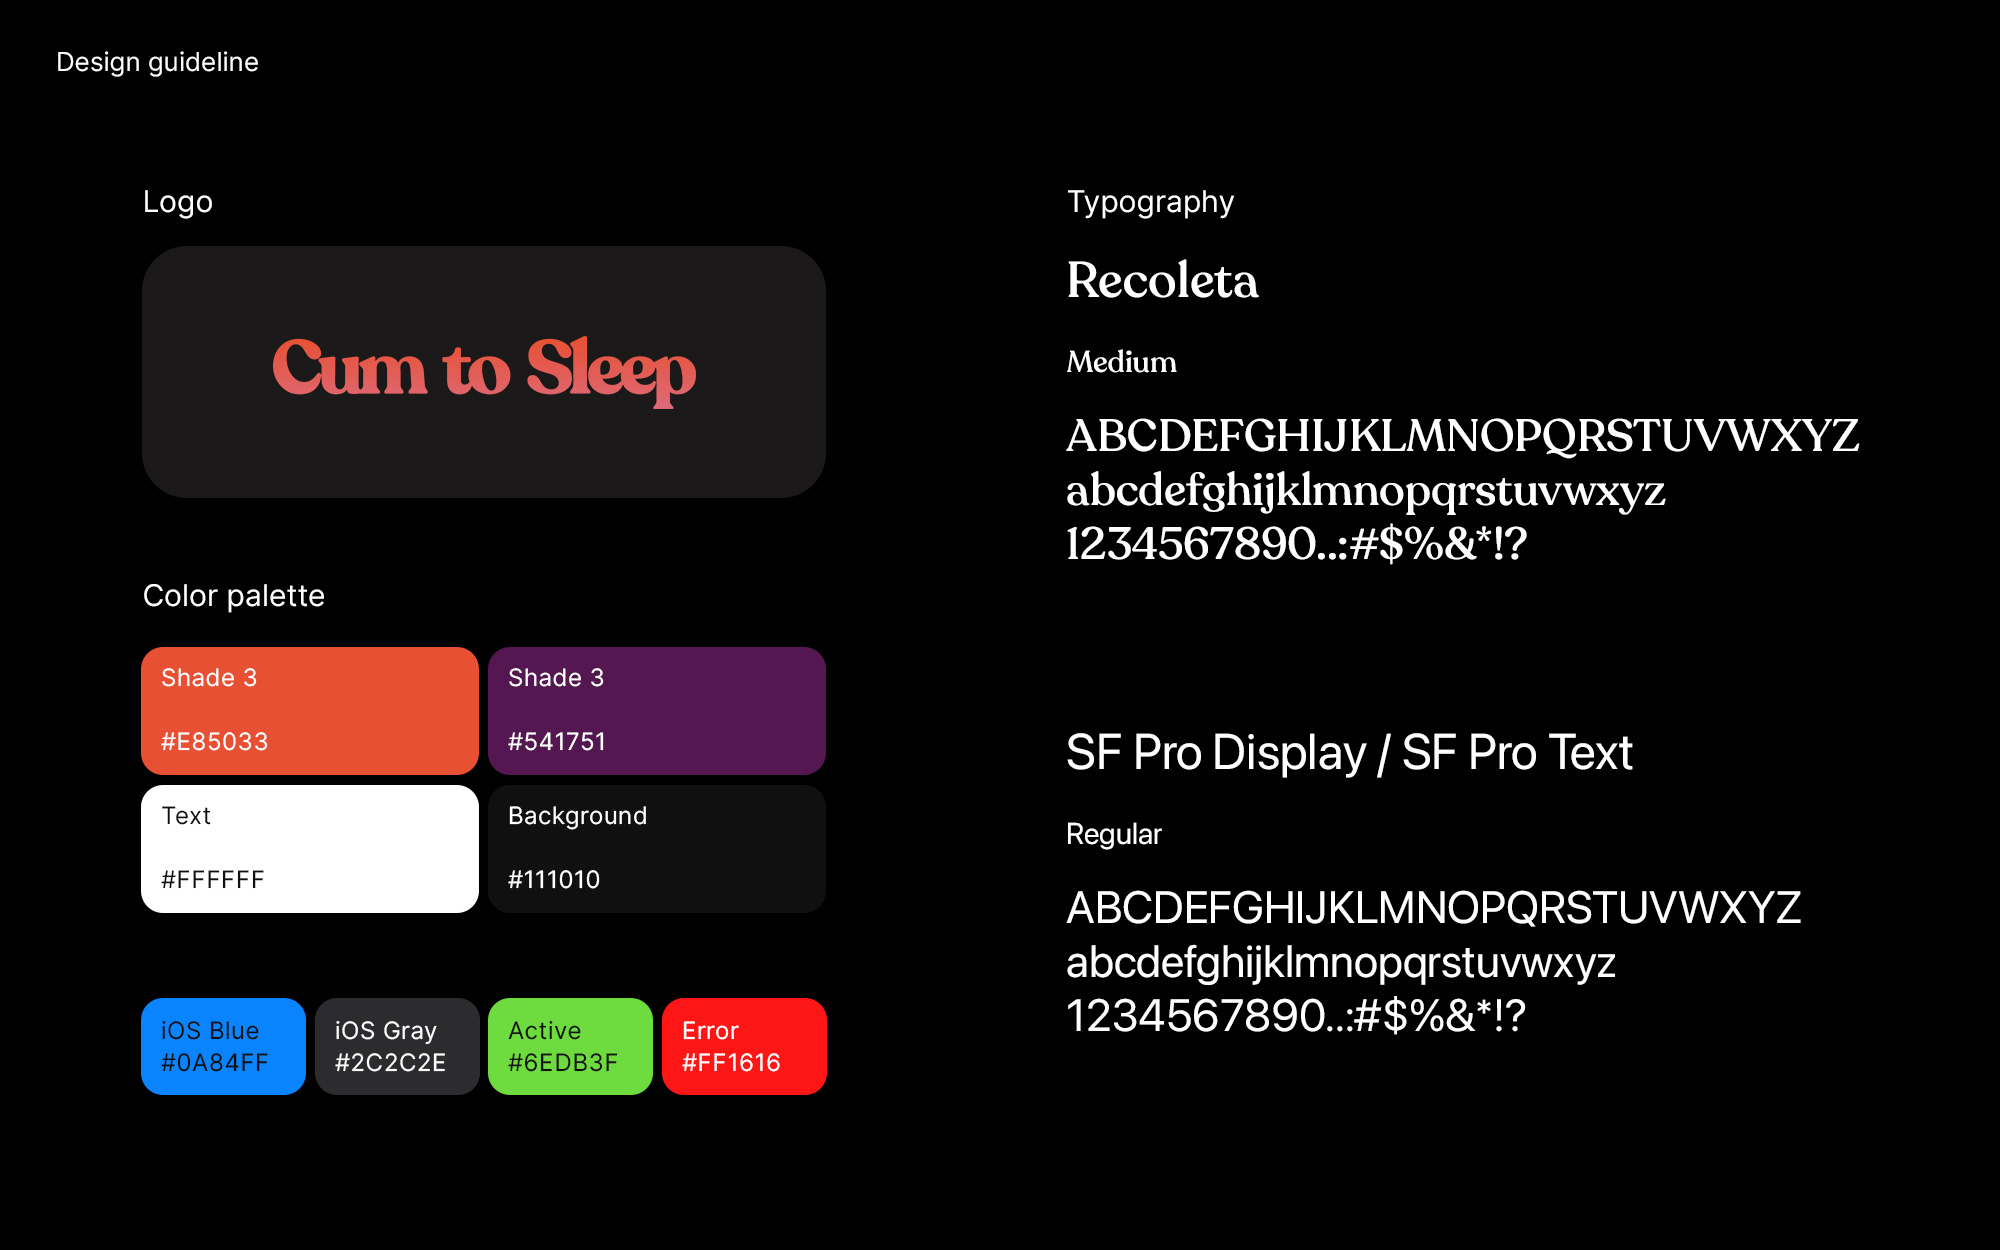 Design guideline
Logo
Cum to Sleep
Color palette
Shade 3
#E85033
Shade 3
#541751
Text
#FFFFFF
Background
#111010
iOS Blue
#0A84FF
iOS Gray
#2C2C2E
Active
#6EDB3F
Error
#FF1616
Typography
Recoleta
Medium
ABCDEFGHIJKLMNOPQRSTUVWXYZ
abcdefghijklmnopqrstuvwxyz
1234567890..:#$%&*!?
SF Pro Display / SF Pro Text
Regular
ABCDEFGHIJKLMNOPQRSTUVWXYZ
abcdefghijklmnopqrstuvwxyz
1234567890..:#$%&*!?